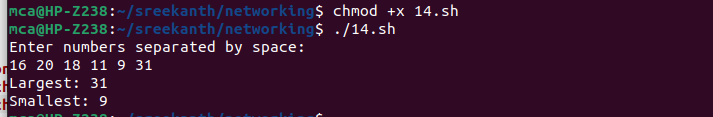 mca@HP-Z238:~/sreekanth/networking$ chmod +x 14.sh
mca@HP-Z238:~/sreekanth/networking$ ./14.sh
Enter numbers separated by space:
16 20 18 11 9 31
Largest: 31
Smallest: 9
mca@HP-Z238:~/sreekanth/networking$